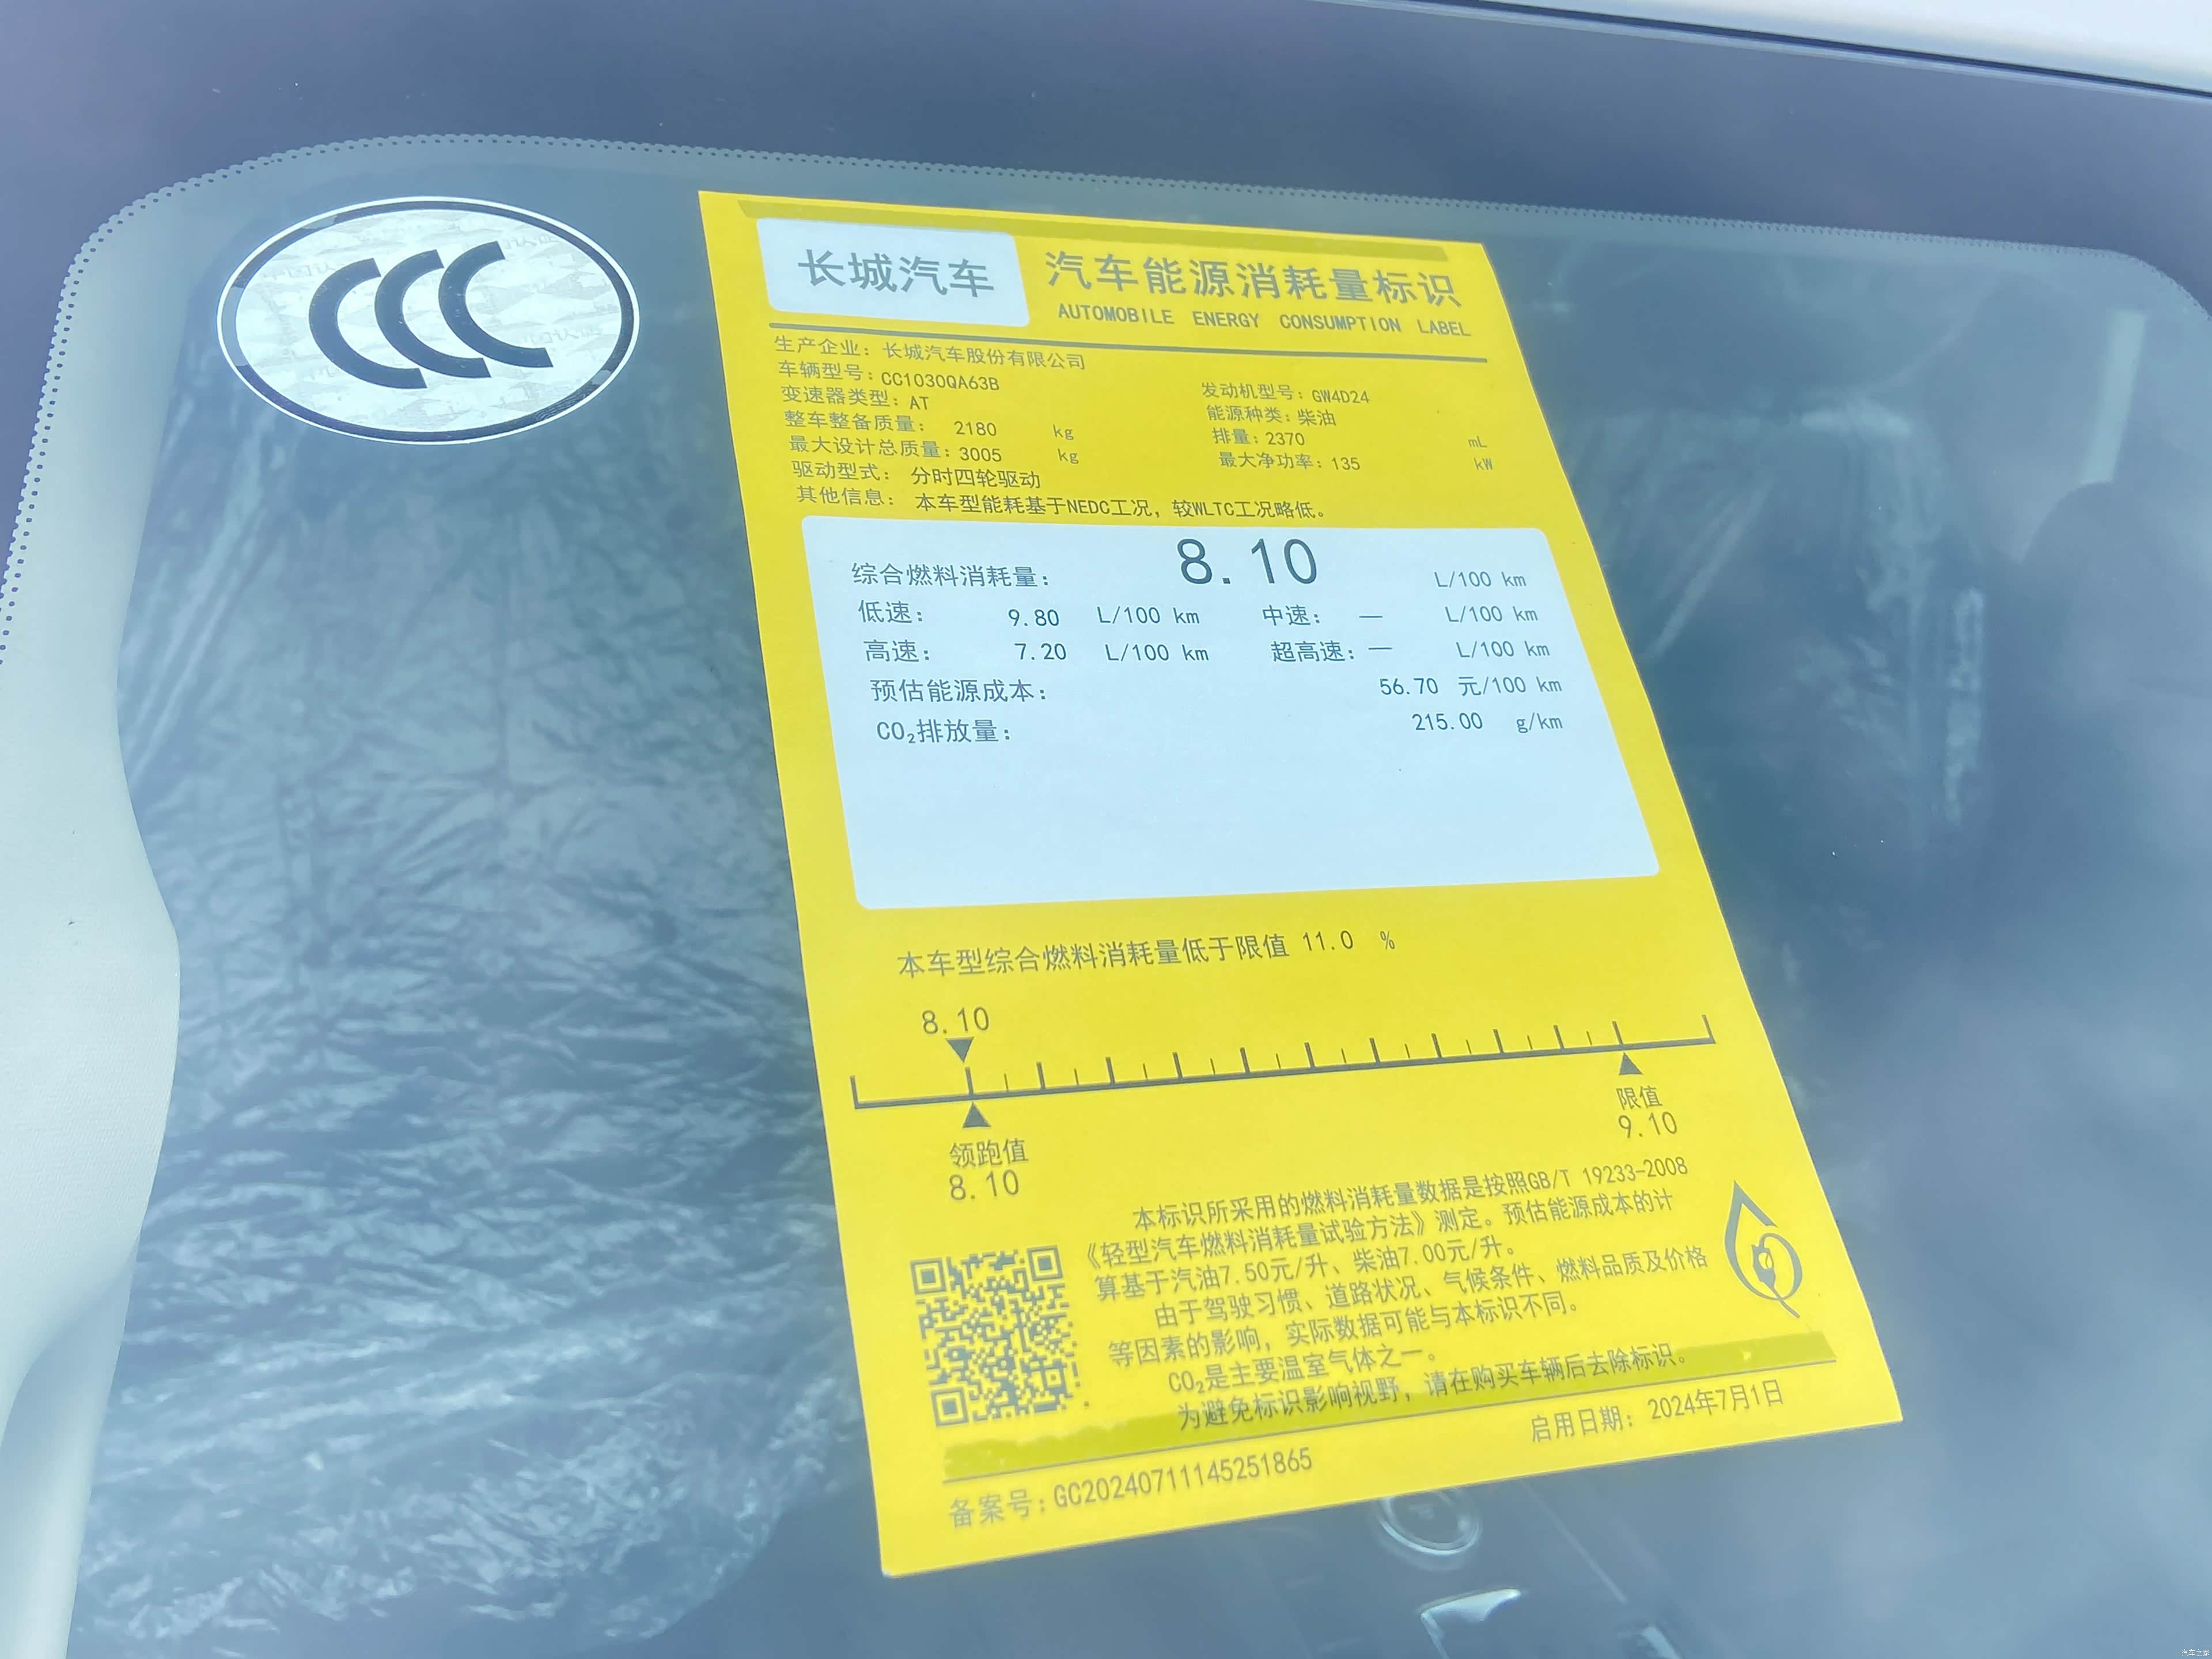 CCC
长城汽车
汽车能源消耗量标识
AUTOMOBILE ENERGY CONSUMPTION LABEL
生产企业：长城汽车股份有限公司
车辆型号：CC1030QA63B
发动机型号：GW4D24
变速器类型：AT
能源种类：柴油
整车整备质量： 2180 kg
排量：2370 mL
最大设计总质量：3005 kg
最大净功率：135 kW
驱动型式： 分时四轮驱动
其他信息： 本车型能耗基于NEDC工况，较WLTC工况略低。
综合燃料消耗量： 8.10 L/100 km
低速： 9.80 L/100 km 中速： — L/100 km
高速： 7.20 L/100 km 超高速：— L/100 km
预估能源成本： 56.70 元/100 km
CO₂排放量： 215.00 g/km
本车型综合燃料消耗量低于限值 11.0 %
8.10
领跑值
8.10
限值
9.10
本标识所采用的燃料消耗量数据是按照GB/T 19233-2008
《轻型汽车燃料消耗量试验方法》测定。预估能源成本的计
算基于汽油7.50元/升、柴油7.00元/升。
由于驾驶习惯、道路状况、气候条件、燃料品质及价格
等因素的影响，实际数据可能与本标识不同。
CO₂是主要温室气体之一。
为避免标识影响视野，请在购买车辆后去除标识。
备案号：GC20240711145251865
启用日期： 2024年7月1日
汽车之家